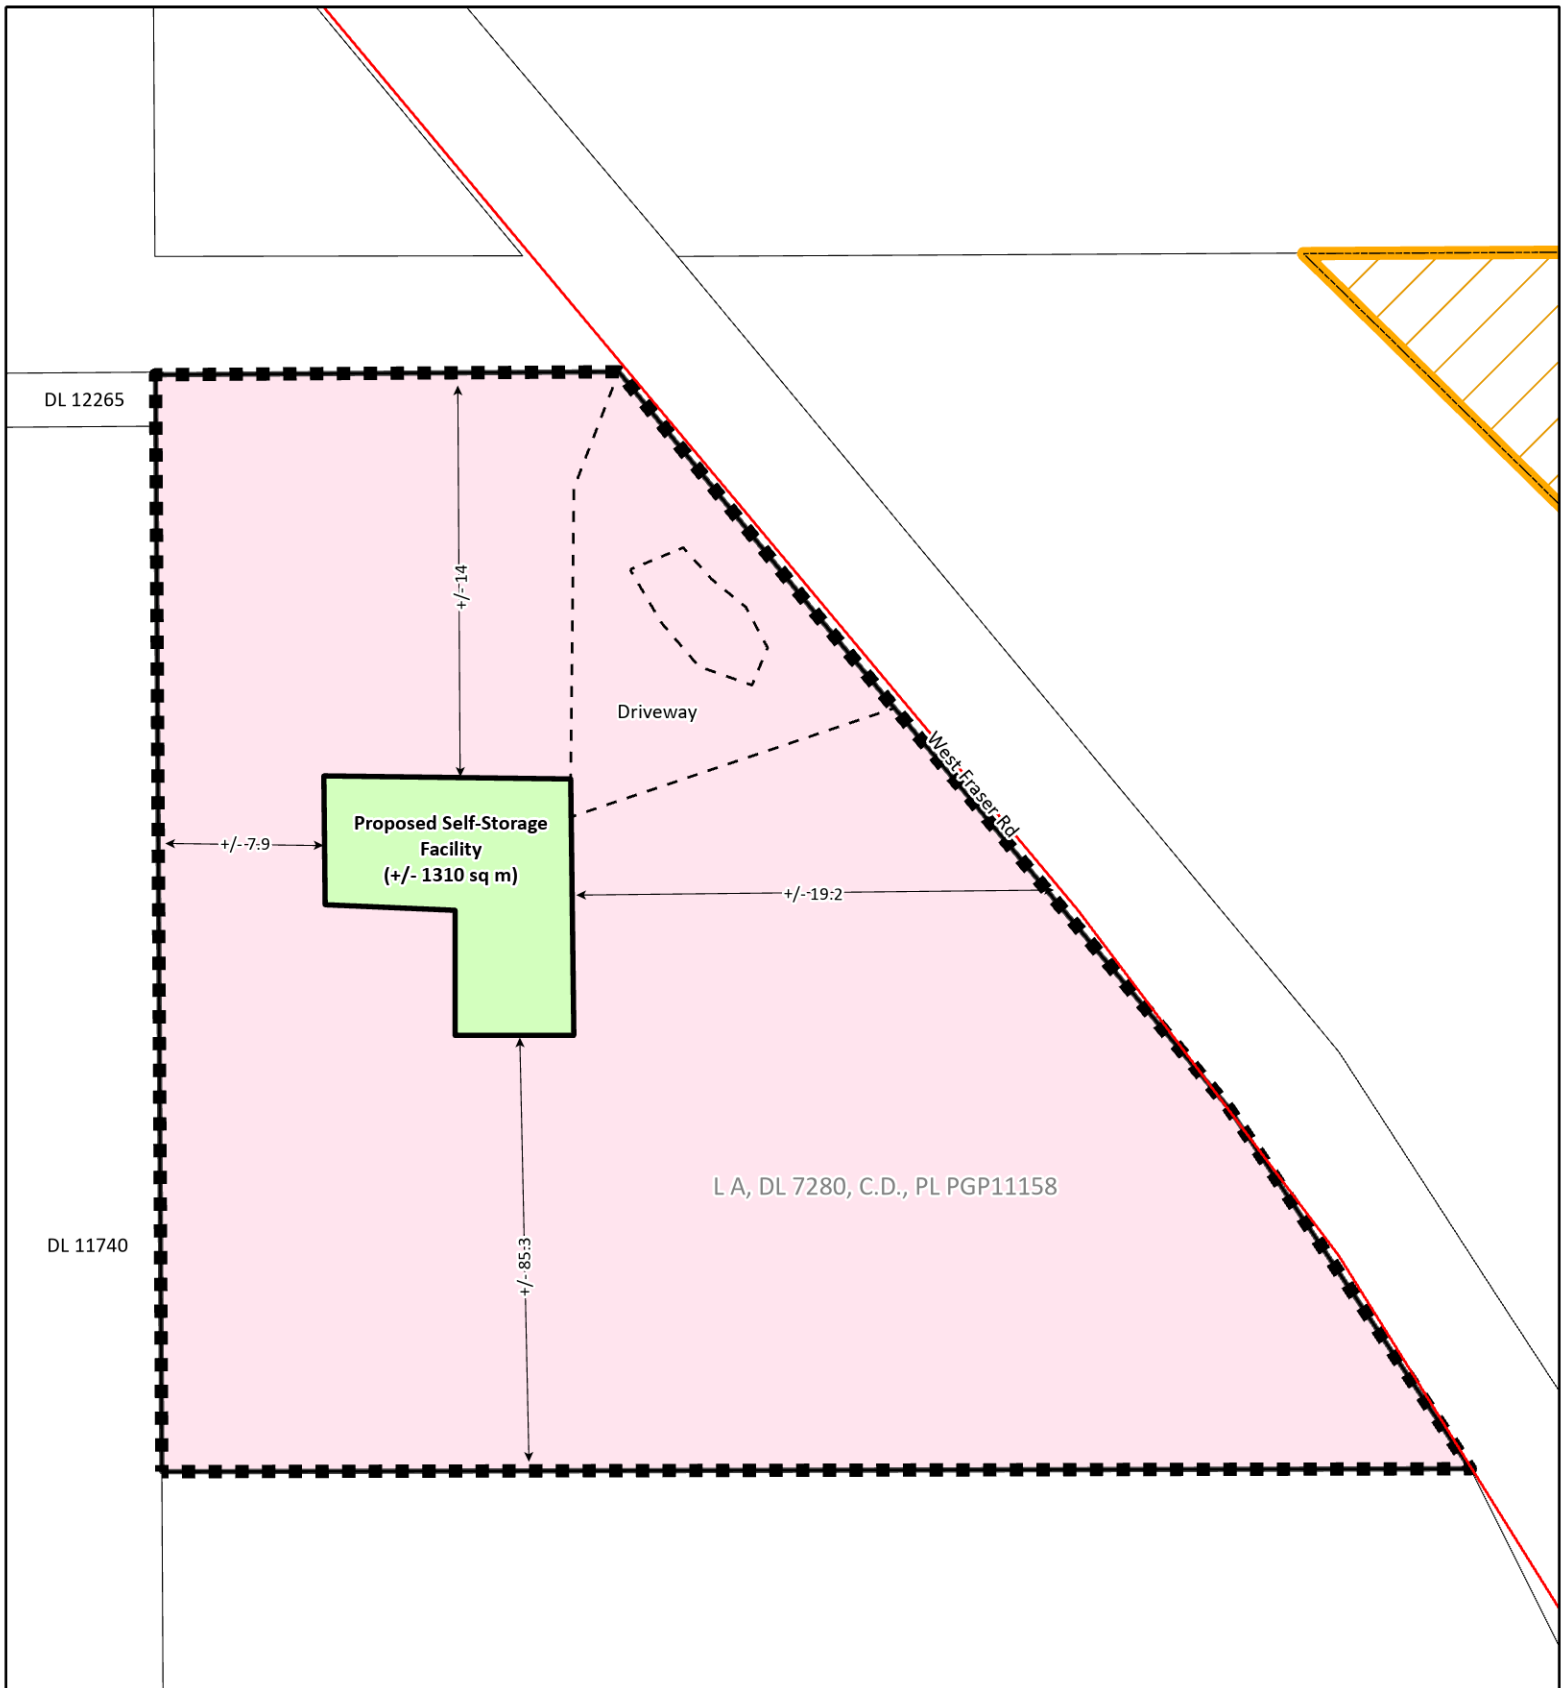 DL 12265
+/- 14
Driveway
West Fraser Rd
Proposed Self-Storage
Facility
(+/- 1310 sq m)
+/- 7.9
+/- 19.2
L A, DL 7280, C.D., PL PGP11158
DL 11740
+/- 85.3